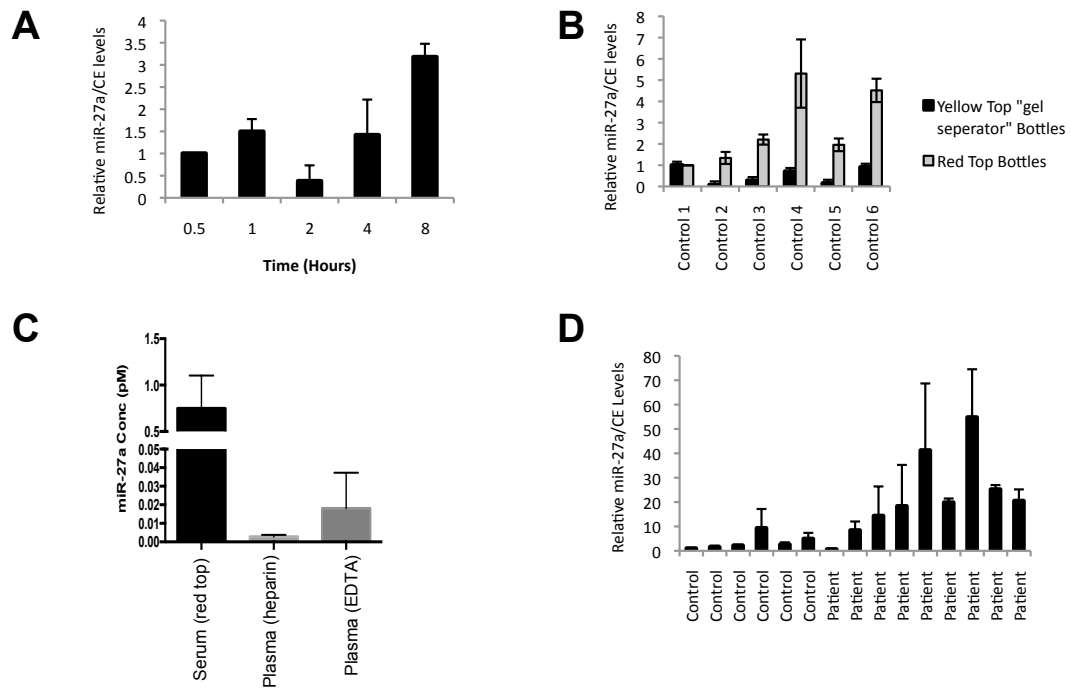 A
Relative miR-27a/CE levels
4
3.5
3
2.5
2
1.5
1
0.5
0
0.5 1 2 4 8
Time (Hours)
B
Relative miR-27a/CE levels
8
7
6
5
4
3
2
1
0
Control 1
Control 2
Control 3
Control 4
Control 5
Control 6
Yellow Top "gel
seperator" Bottles
Red Top Bottles
C
miR-27a Conc (pM)
1.5
1.0
0.5
0.05
0.04
0.03
0.02
0.01
0.00
Serum (red top)
Plasma (heparin)
Plasma (EDTA)
D
Relative miR-27a/CE Levels
80
70
60
50
40
30
20
10
0
Control
Control
Control
Control
Control
Control
Patient
Patient
Patient
Patient
Patient
Patient
Patient
Patient
Patient